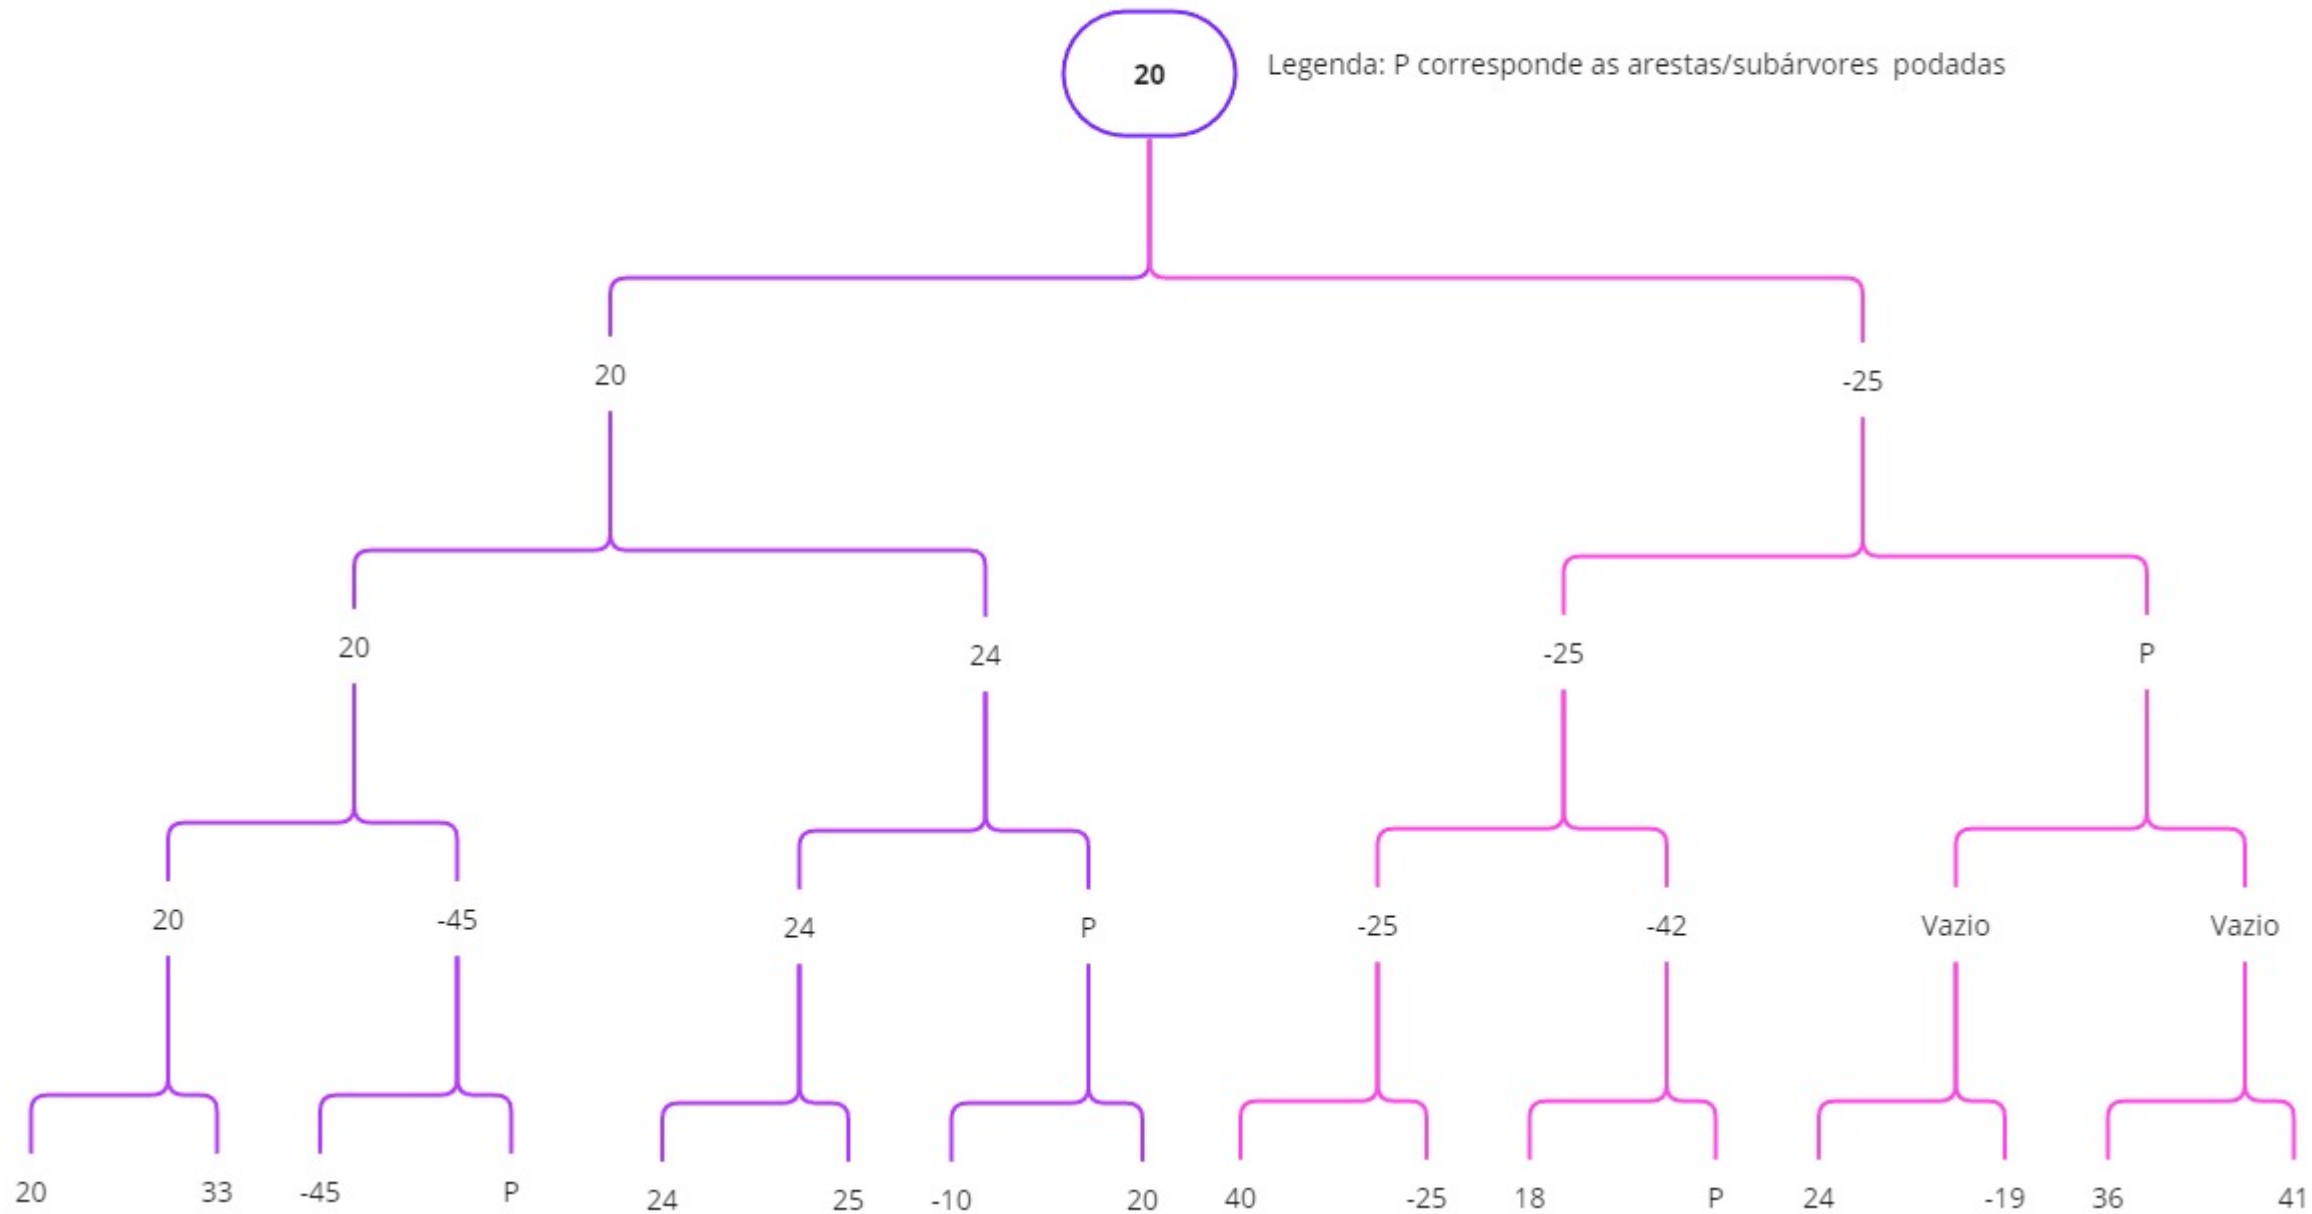 20
Legenda: P corresponde as arestas/subárvores podadas
20 -25
20 24 -25 P
20 -45 24 P -25 -42 Vazio Vazio
20 33 -45 P 24 25 -10 20 40 -25 18 P 24 -19 36 41